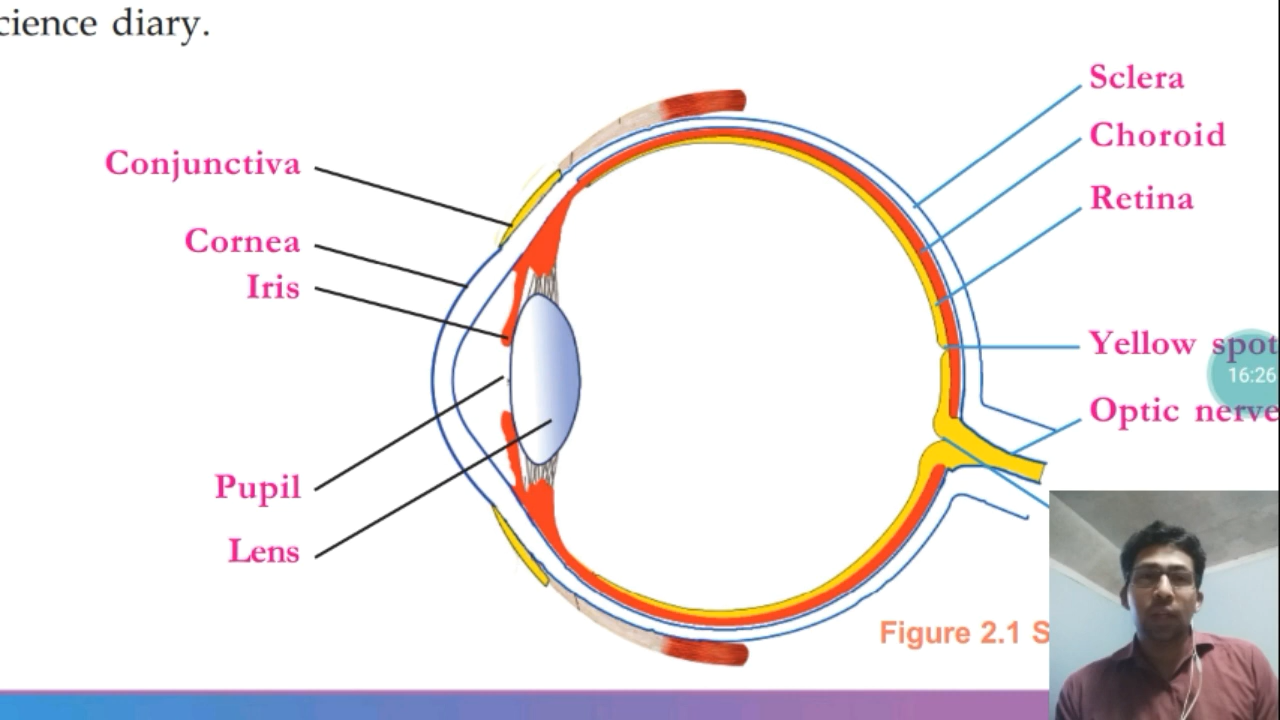 cience diary.
Sclera
Choroid
Conjunctiva
Retina
Cornea
Iris
Yellow spot
16:26
Optic nerve
Pupil
Lens
Figure 2.1 S